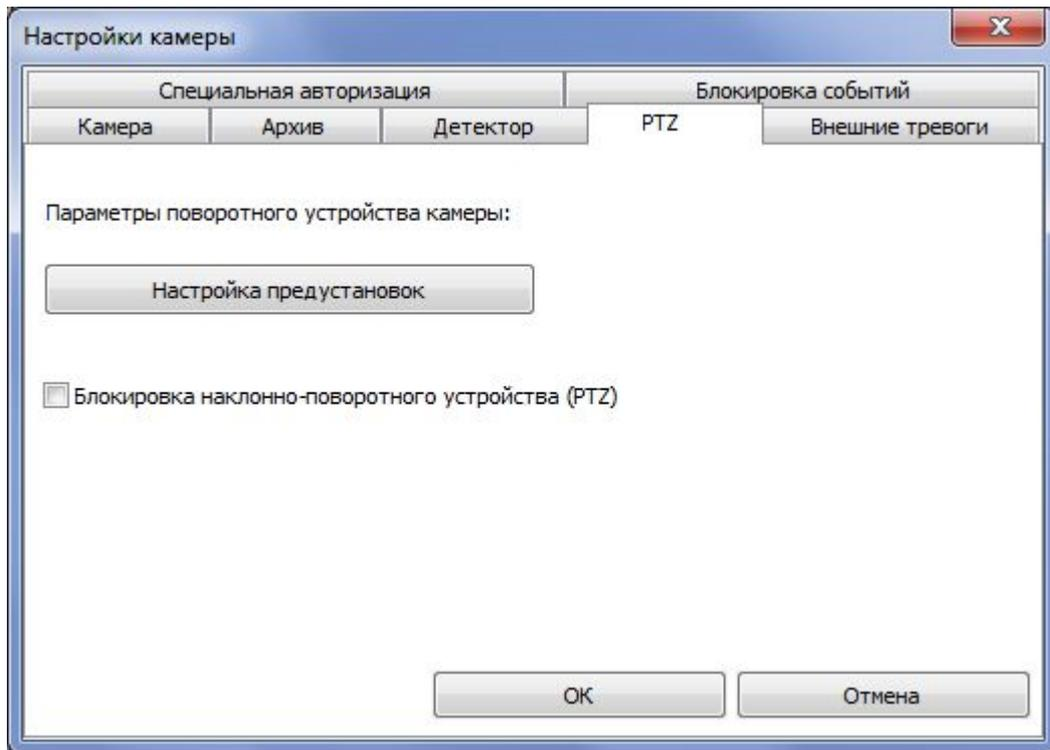 Настройки камеры
Специальная авторизация Блокировка событий
Камера Архив Детектор PTZ Внешние тревоги
Параметры поворотного устройства камеры:
Настройка предустановок
Блокировка наклонно-поворотного устройства (PTZ)
OK Отмена